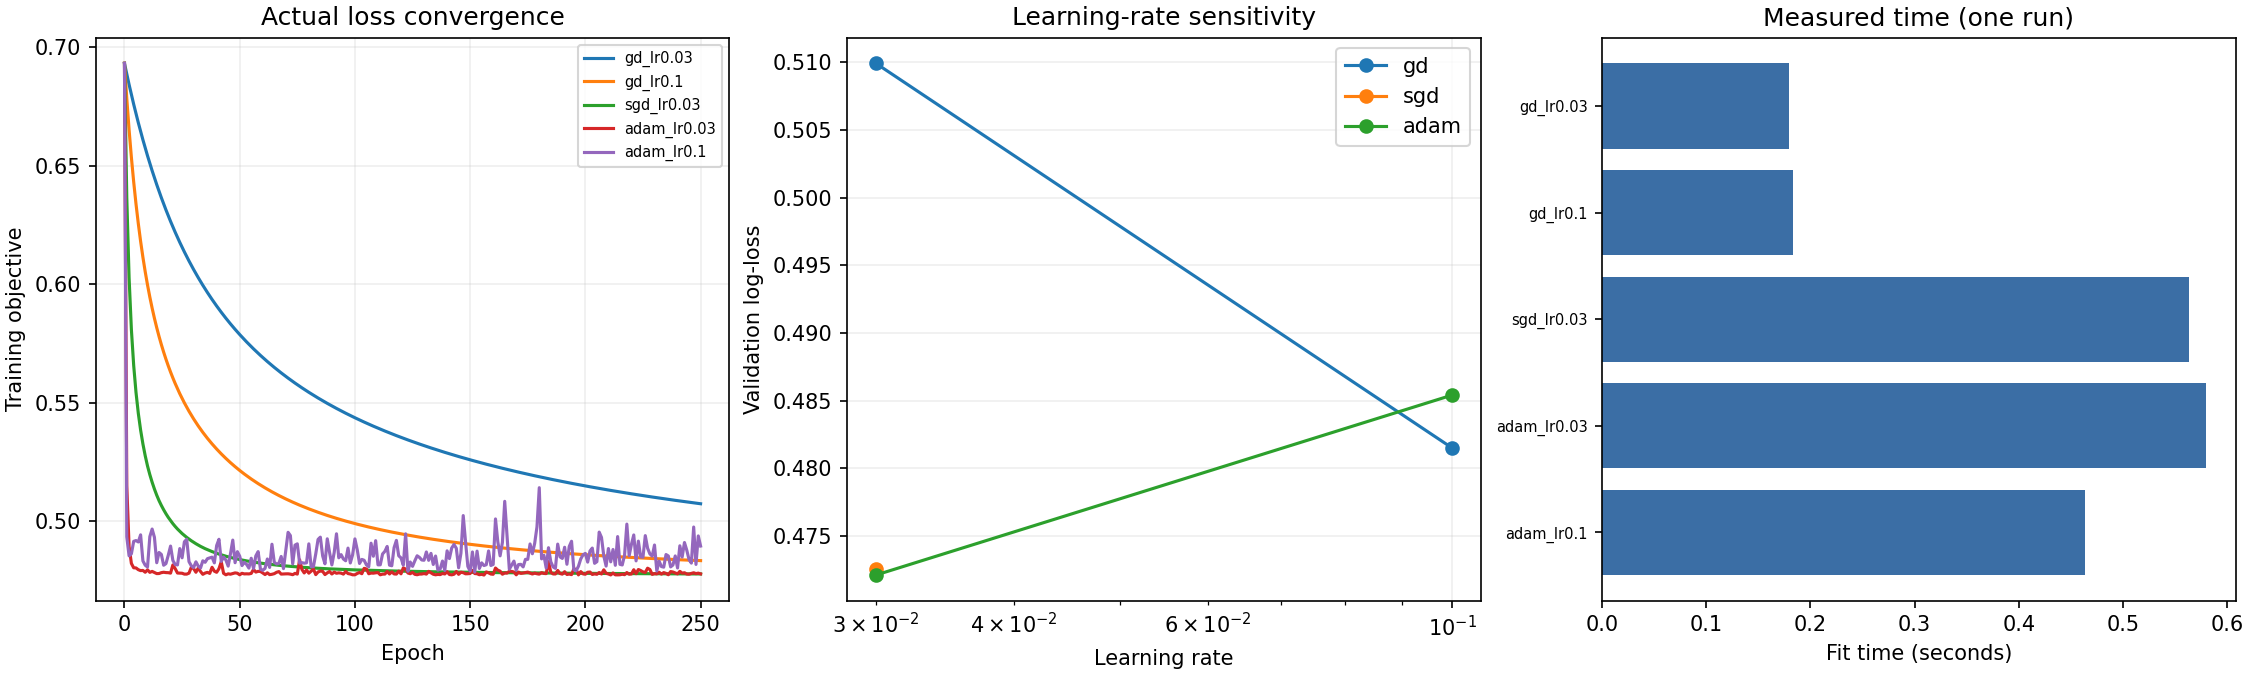 Actual loss convergence
Training objective
0.70
0.65
0.60
0.55
0.50
gd_lr0.03
gd_lr0.1
sgd_lr0.03
adam_lr0.03
adam_lr0.1
0 50 100 150 200 250
Epoch
Learning-rate sensitivity
Validation log-loss
0.510
0.505
0.500
0.495
0.490
0.485
0.480
0.475
gd
sgd
adam
3 × 10⁻² 4 × 10⁻² 6 × 10⁻² 10⁻¹
Learning rate
Measured time (one run)
gd_lr0.03
gd_lr0.1
sgd_lr0.03
adam_lr0.03
adam_lr0.1
0.0 0.1 0.2 0.3 0.4 0.5 0.6
Fit time (seconds)